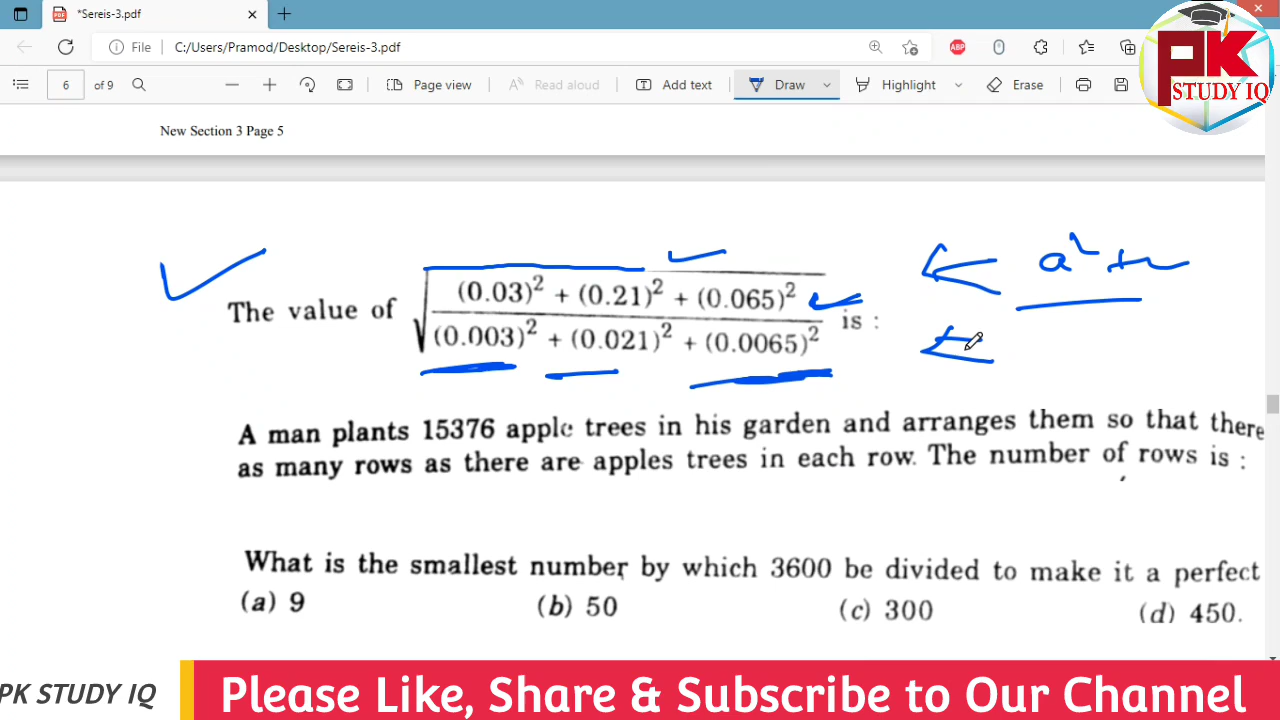 *Sereis-3.pdf
File C:/Users/Pramod/Desktop/Sereis-3.pdf
ABP
6 of 9 Page view Read aloud Add text Draw Highlight Erase
PK
STUDY IQ
New Section 3 Page 5
The value of √((0.03)² + (0.21)² + (0.065)² / (0.003)² + (0.021)² + (0.0065)²) is :
a² +
A man plants 15376 apple trees in his garden and arranges them so that there
as many rows as there are apples trees in each row. The number of rows is :
What is the smallest number by which 3600 be divided to make it a perfect
(a) 9 (b) 50 (c) 300 (d) 450.
PK STUDY IQ Please Like, Share & Subscribe to Our Channel